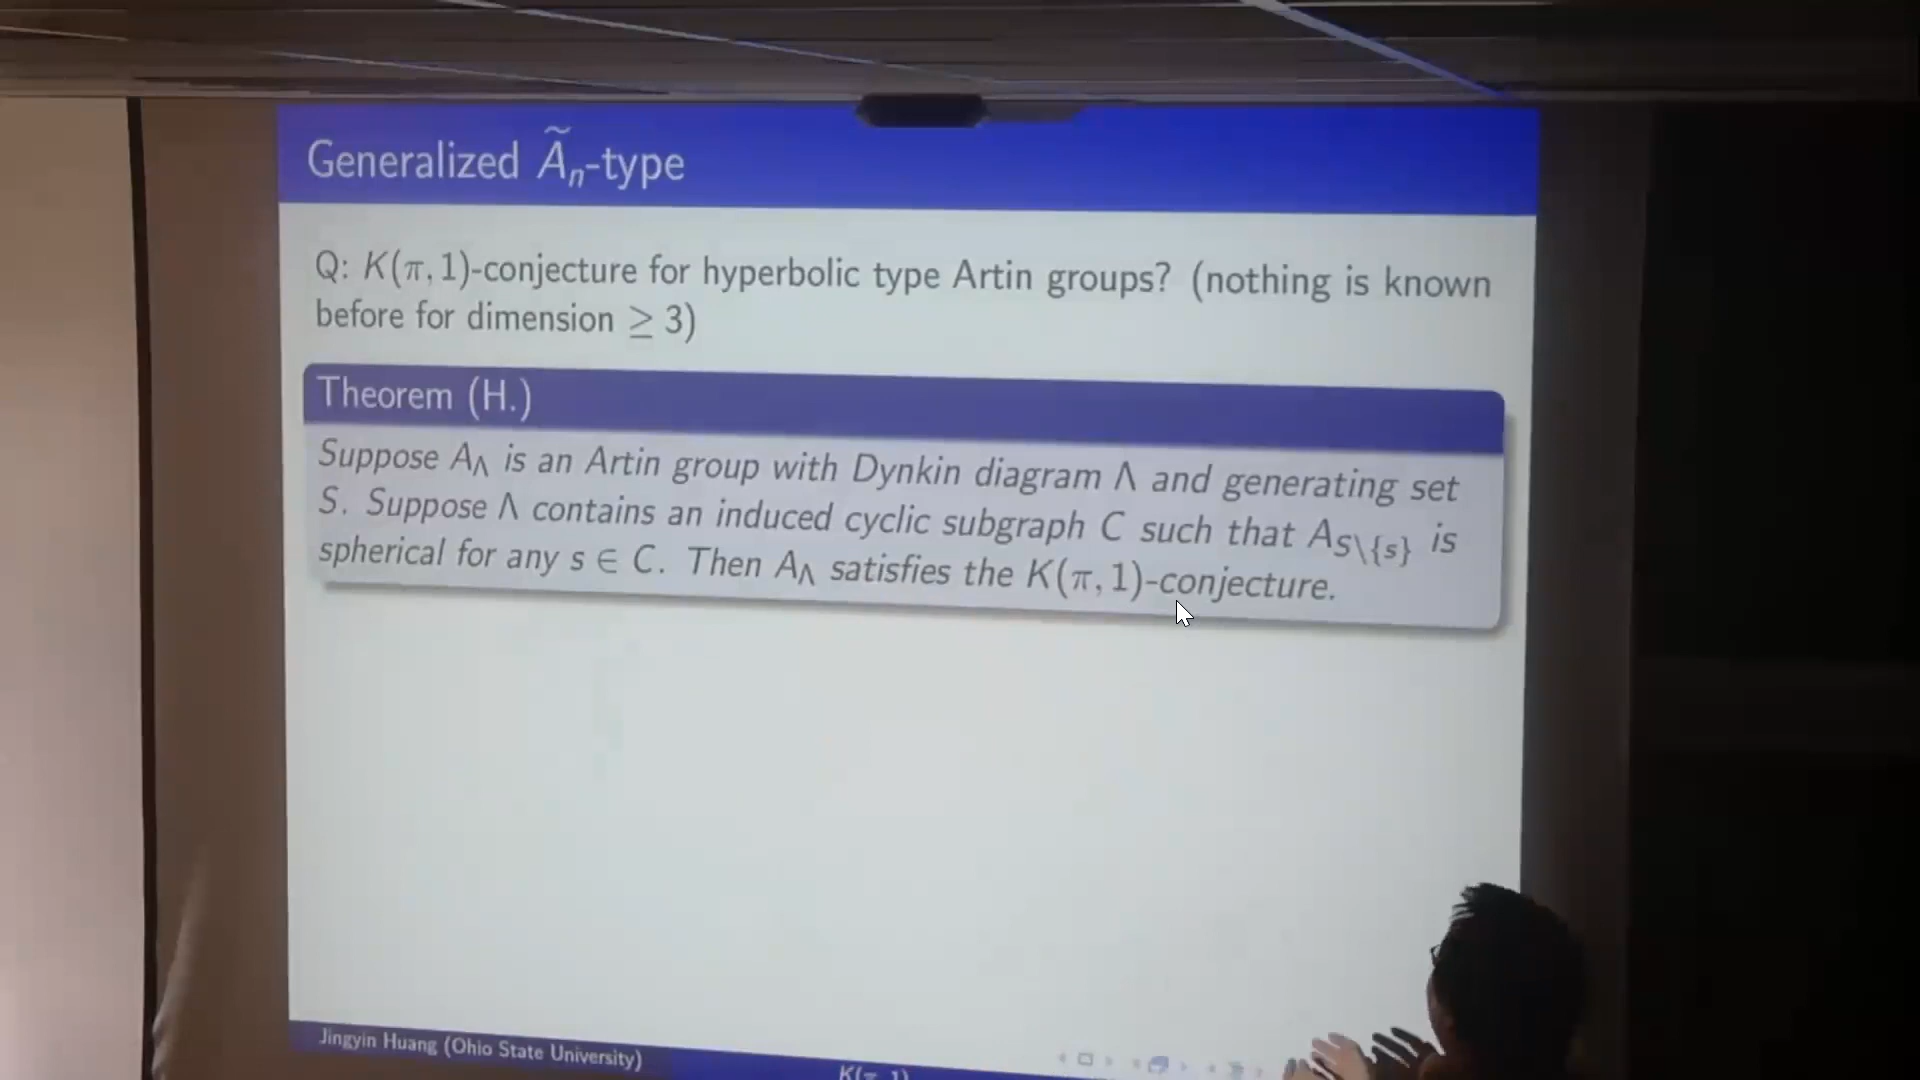 Generalized Ã_n-type
Q: K(π, 1)-conjecture for hyperbolic type Artin groups? (nothing is known
before for dimension ≥ 3)
Theorem (H.)
Suppose A_Λ is an Artin group with Dynkin diagram Λ and generating set
S. Suppose Λ contains an induced cyclic subgraph C such that A_{S\{s}} is
spherical for any s ∈ C. Then A_Λ satisfies the K(π, 1)-conjecture.
Jingyin Huang (Ohio State University)
K(π, 1)